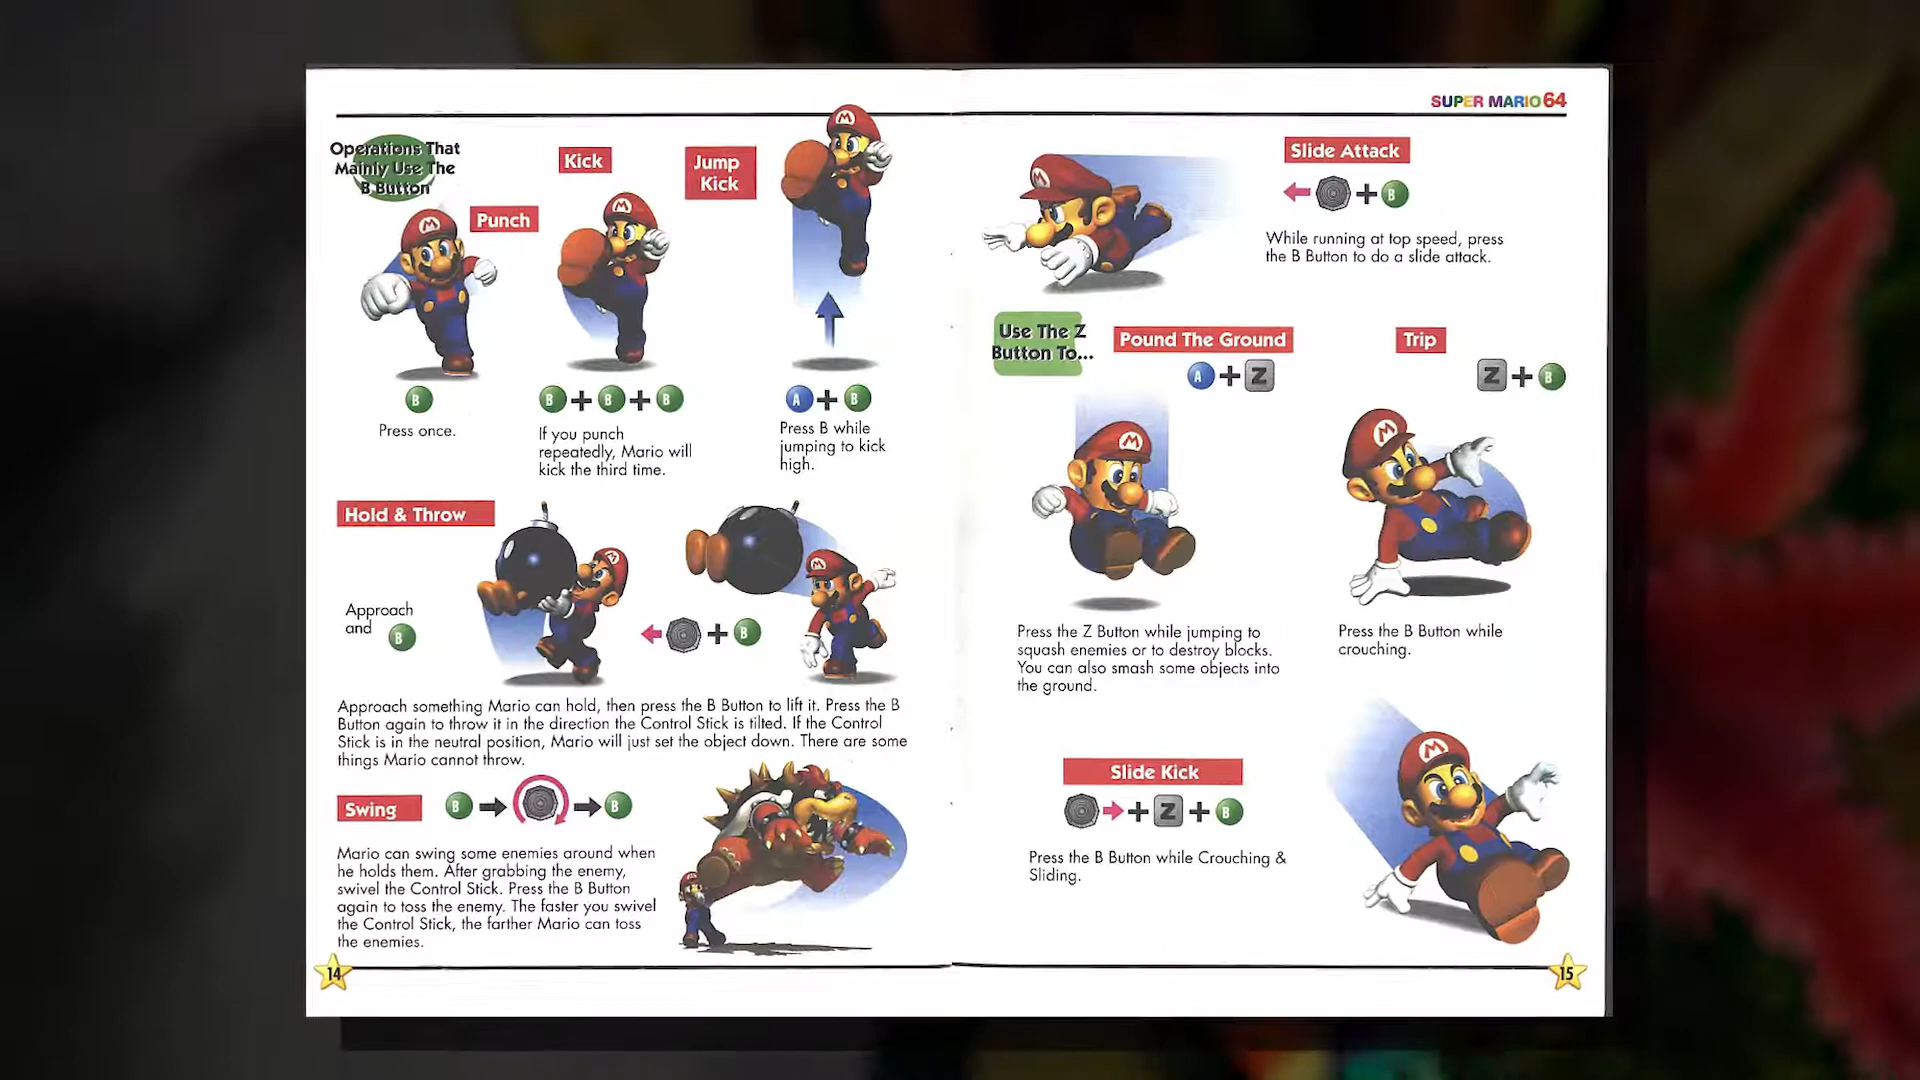 SUPER MARIO 64
Operations That
Mainly Use The
B Button
Punch
B
Press once.
Kick
B + B + B
If you punch
repeatedly, Mario will
kick the third time.
Jump
Kick
A + B
Press B while
jumping to kick
high.
Hold & Throw
Approach
and B
+ B
Approach something Mario can hold, then press the B Button to lift it. Press the B
Button again to throw it in the direction the Control Stick is tilted. If the Control
Stick is in the neutral position, Mario will just set the object down. There are some
things Mario cannot throw.
Swing
B B
Mario can swing some enemies around when
he holds them. After grabbing the enemy,
swivel the Control Stick. Press the B Button
again to toss the enemy. The faster you swivel
the Control Stick, the farther Mario can toss
the enemies.
14
Slide Attack
+ B
While running at top speed, press
the B Button to do a slide attack.
Use The Z
Button To...
Pound The Ground
A + Z
Press the Z Button while jumping to
squash enemies or to destroy blocks.
You can also smash some objects into
the ground.
Trip
Z + B
Press the B Button while
crouching.
Slide Kick
+ Z + B
Press the B Button while Crouching &
Sliding.
15